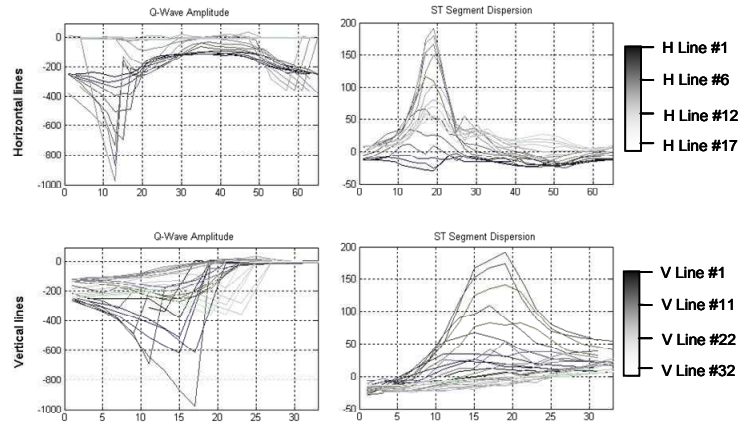 Q-Wave Amplitude
ST Segment Dispersion
Horizontal lines
0
-200
-400
-600
-800
-1000
0 10 20 30 40 50 60
200
150
100
50
0
-50
0 10 20 30 40 50 60
H Line #1
H Line #6
H Line #12
H Line #17
Q-Wave Amplitude
ST Segment Dispersion
Vertical lines
0
-200
-400
-600
-800
-1000
0 5 10 15 20 25 30
200
150
100
50
0
-50
0 5 10 15 20 25 30
V Line #1
V Line #11
V Line #22
V Line #32